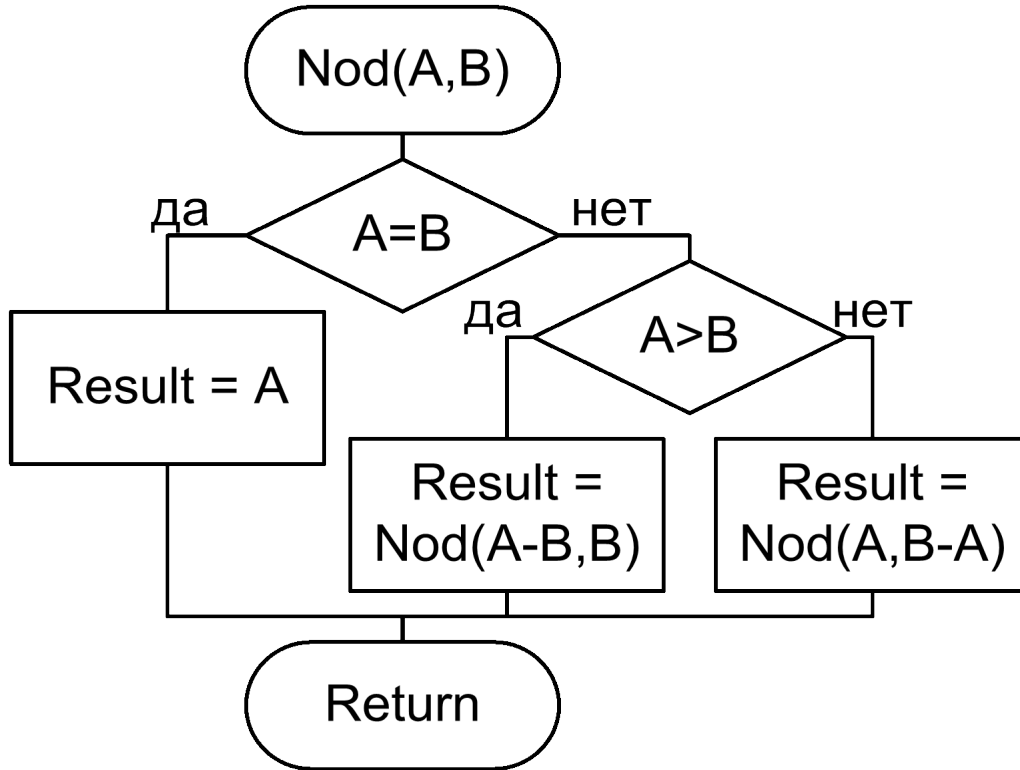 Nod(A,B)
да
A=B
нет
да
A>B
нет
Result = A
Result =
Nod(A-B,B)
Result =
Nod(A,B-A)
Return